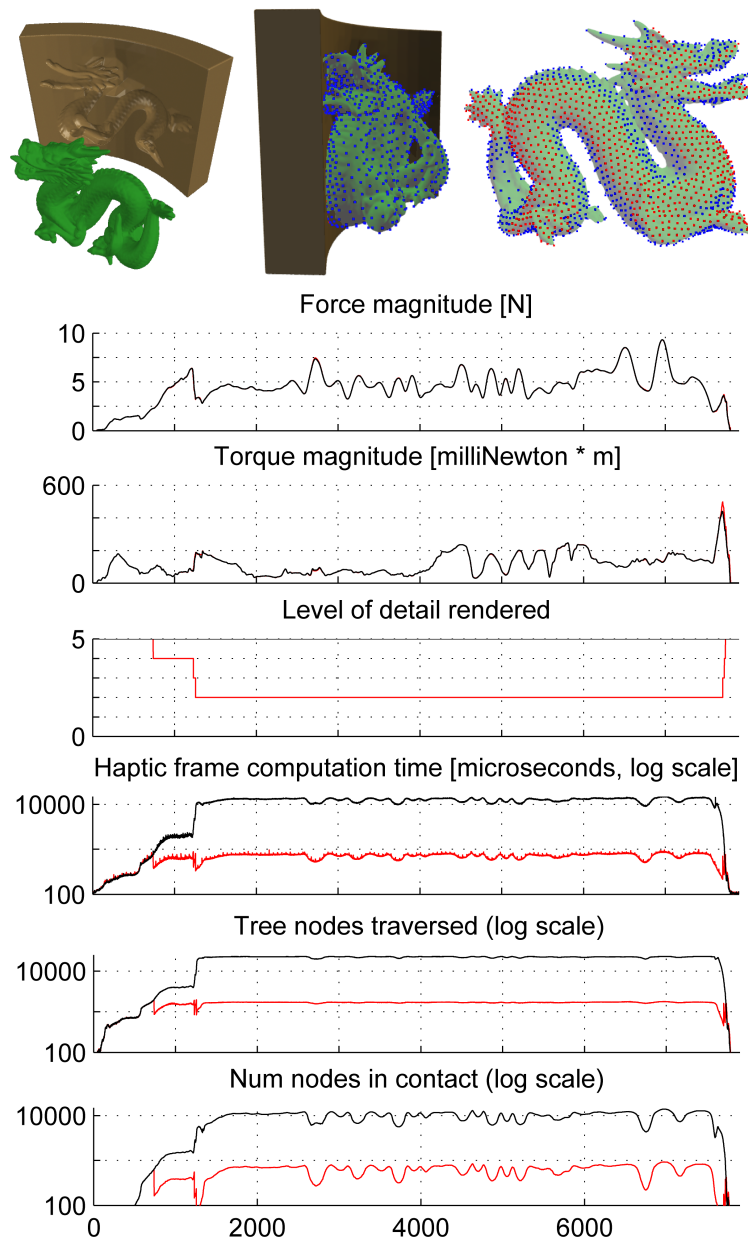 Force magnitude [N]
10
5
0
Torque magnitude [milliNewton * m]
600
0
Level of detail rendered
5
0
Haptic frame computation time [microseconds, log scale]
10000
100
Tree nodes traversed (log scale)
10000
100
Num nodes in contact (log scale)
10000
100
0 2000 4000 6000